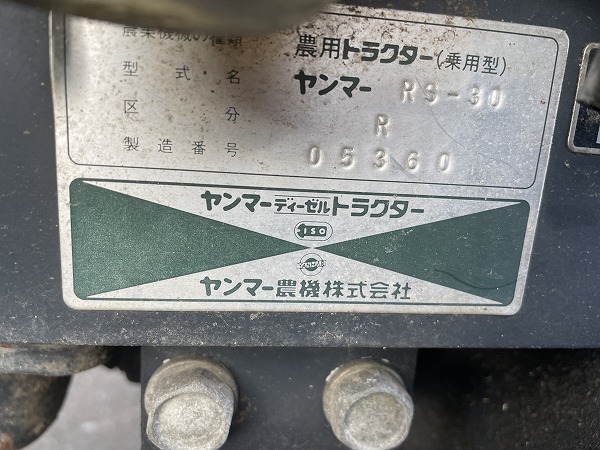 農業機械の種類 農用トラクター(乗用型)
型式名 ヤンマー RS-30
区分 R
製造番号 05360
ヤンマーディーゼルトラクター
ISO
YANMAR
ヤンマー農機株式会社